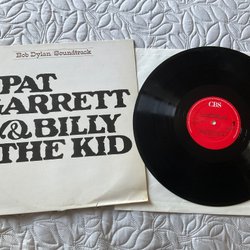 Bob Dylan Soundtrack
PAT
GARRETT
& BILLY
THE KID
CBS